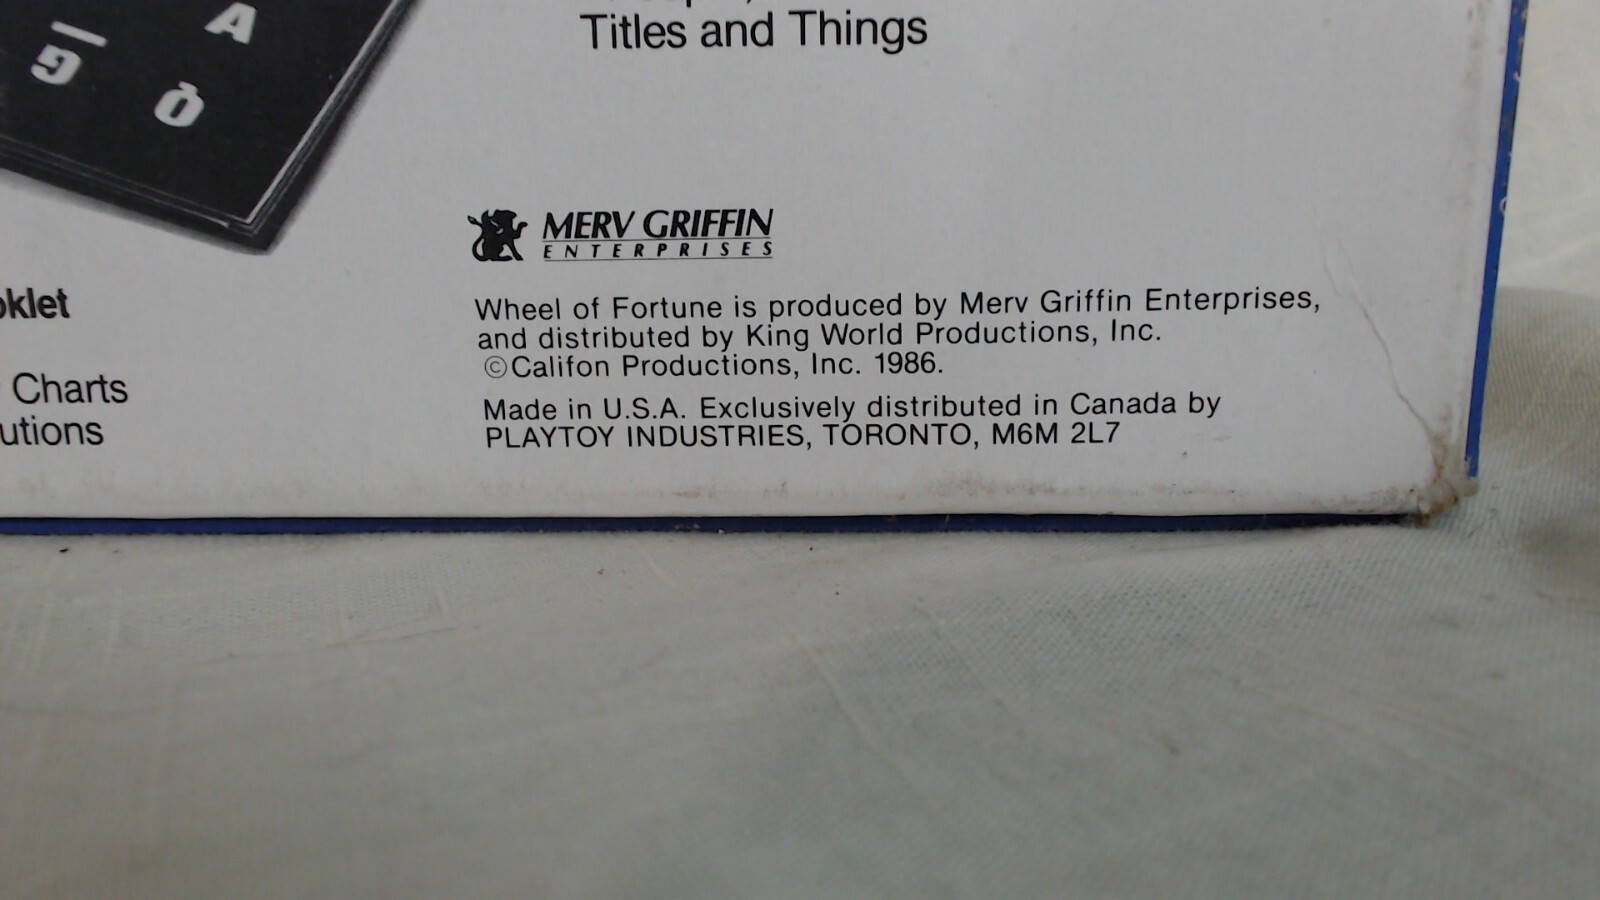 A
G
Q
Titles and Things
MERV GRIFFIN
ENTERPRISES
Wheel of Fortune is produced by Merv Griffin Enterprises,
and distributed by King World Productions, Inc.
©Califon Productions, Inc. 1986.
Made in U.S.A. Exclusively distributed in Canada by
PLAYTOY INDUSTRIES, TORONTO, M6M 2L7
oklet
Charts
utions